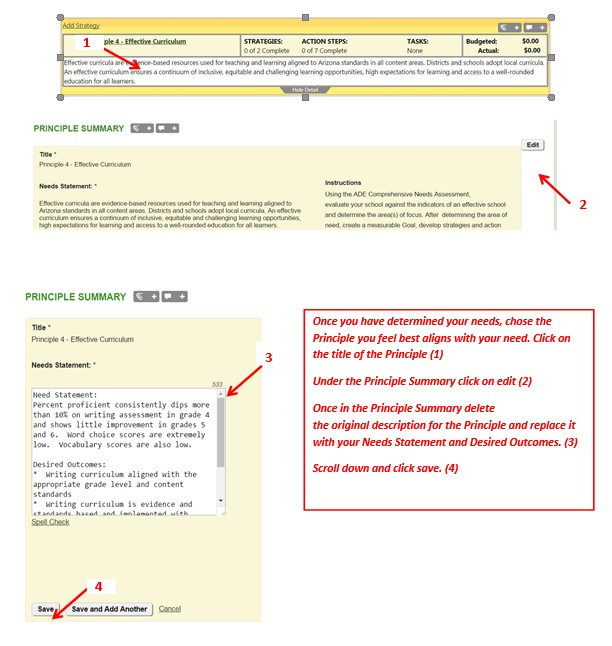 Add Strategy
1
ple 4 - Effective Curriculum
STRATEGIES:
0 of 2 Complete
ACTION STEPS:
0 of 7 Complete
TASKS:
None
Budgeted: $0.00
Actual: $0.00
Effective curricula are evidence-based resources used for teaching and learning aligned to Arizona standards in all content areas. Districts and schools adopt local curricula.
An effective curriculum ensures a continuum of inclusive, equitable and challenging learning opportunities, high expectations for learning and access to a well-rounded
education for all learners.
Hide Detail
PRINCIPLE SUMMARY
Edit
Title *
Principle 4 - Effective Curriculum
Needs Statement: *
Effective curricula are evidence-based resources used for teaching and learning aligned to
Arizona standards in all content areas. Districts and schools adopt local curricula. An effective
curriculum ensures a continuum of inclusive, equitable and challenging learning opportunities,
high expectations for learning and access to a well-rounded education for all learners.
Instructions
Using the ADE Comprehensive Needs Assessment,
evaluate your school against the indicators of an effective school
and determine the area(s) of focus. After determining the area of
need, create a measurable Goal, develop strategies and action
2
PRINCIPLE SUMMARY
Title *
Principle 4 - Effective Curriculum
Needs Statement: *
3
533
Need Statement:
Percent proficient consistently dips more
than 10% on writing assessment in grade 4
and shows little improvement in grades 5
and 6. Word choice scores are extremely
low. Vocabulary scores are also low.
Desired Outcomes:
* Writing curriculum aligned with the
appropriate grade level and content
standards
* Writing curriculum is evidence and
standards based and implemented with
Spell Check
4
Save
Save and Add Another
Cancel
Once you have determined your needs, chose the
Principle you feel best aligns with your need. Click on
the title of the Principle (1)
Under the Principle Summary click on edit (2)
Once in the Principle Summary delete
the original description for the Principle and replace it
with your Needs Statement and Desired Outcomes. (3)
Scroll down and click save. (4)